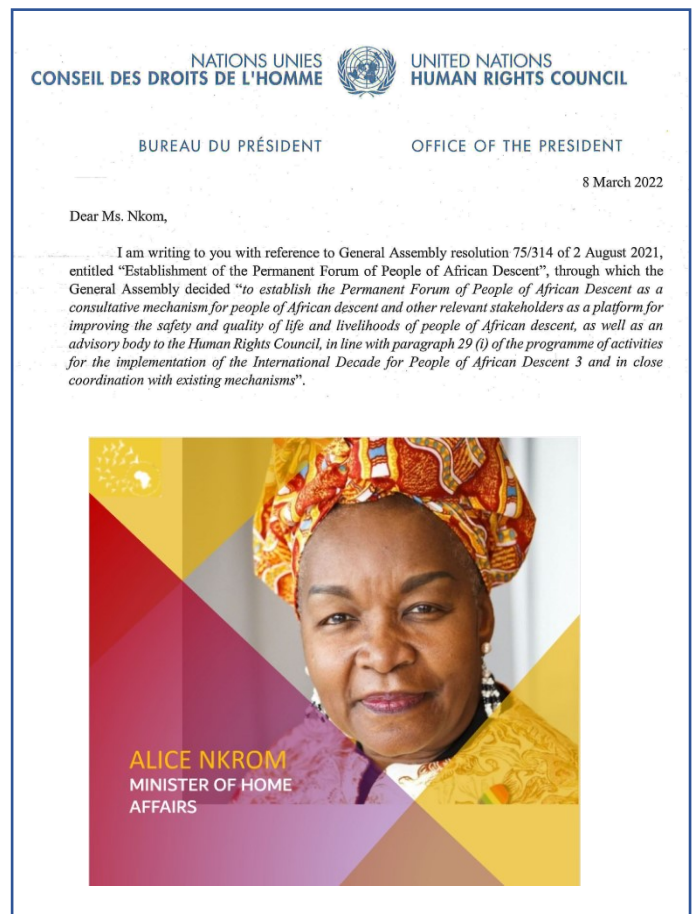 NATIONS UNIES
CONSEIL DES DROITS DE L'HOMME
UNITED NATIONS
HUMAN RIGHTS COUNCIL
BUREAU DU PRÉSIDENT
OFFICE OF THE PRESIDENT
8 March 2022
Dear Ms. Nkom,
I am writing to you with reference to General Assembly resolution 75/314 of 2 August 2021,
entitled “Establishment of the Permanent Forum of People of African Descent”, through which the
General Assembly decided “to establish the Permanent Forum of People of African Descent as a
consultative mechanism for people of African descent and other relevant stakeholders as a platform for
improving the safety and quality of life and livelihoods of people of African descent, as well as an
advisory body to the Human Rights Council, in line with paragraph 29 (i) of the programme of activities
for the implementation of the International Decade for People of African Descent 3 and in close
coordination with existing mechanisms”.
ALICE NKROM
MINISTER OF HOME
AFFAIRS